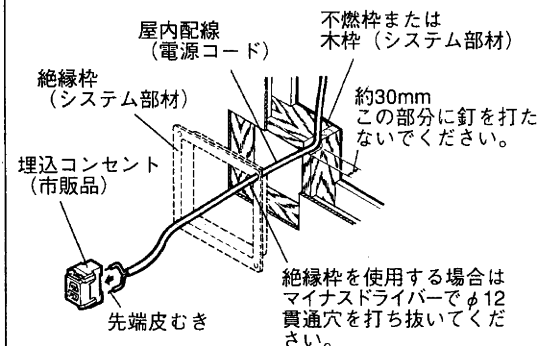 屋内配線
（電源コード）
不燃枠または
木枠（システム部材）
絶縁枠
（システム部材）
約30mm
この部分に釘を打た
ないでください。
埋込コンセント
（市販品）
先端皮むき
絶縁枠を使用する場合は
マイナスドライバーでφ12
貫通穴を打ち抜いてくだ
さい。